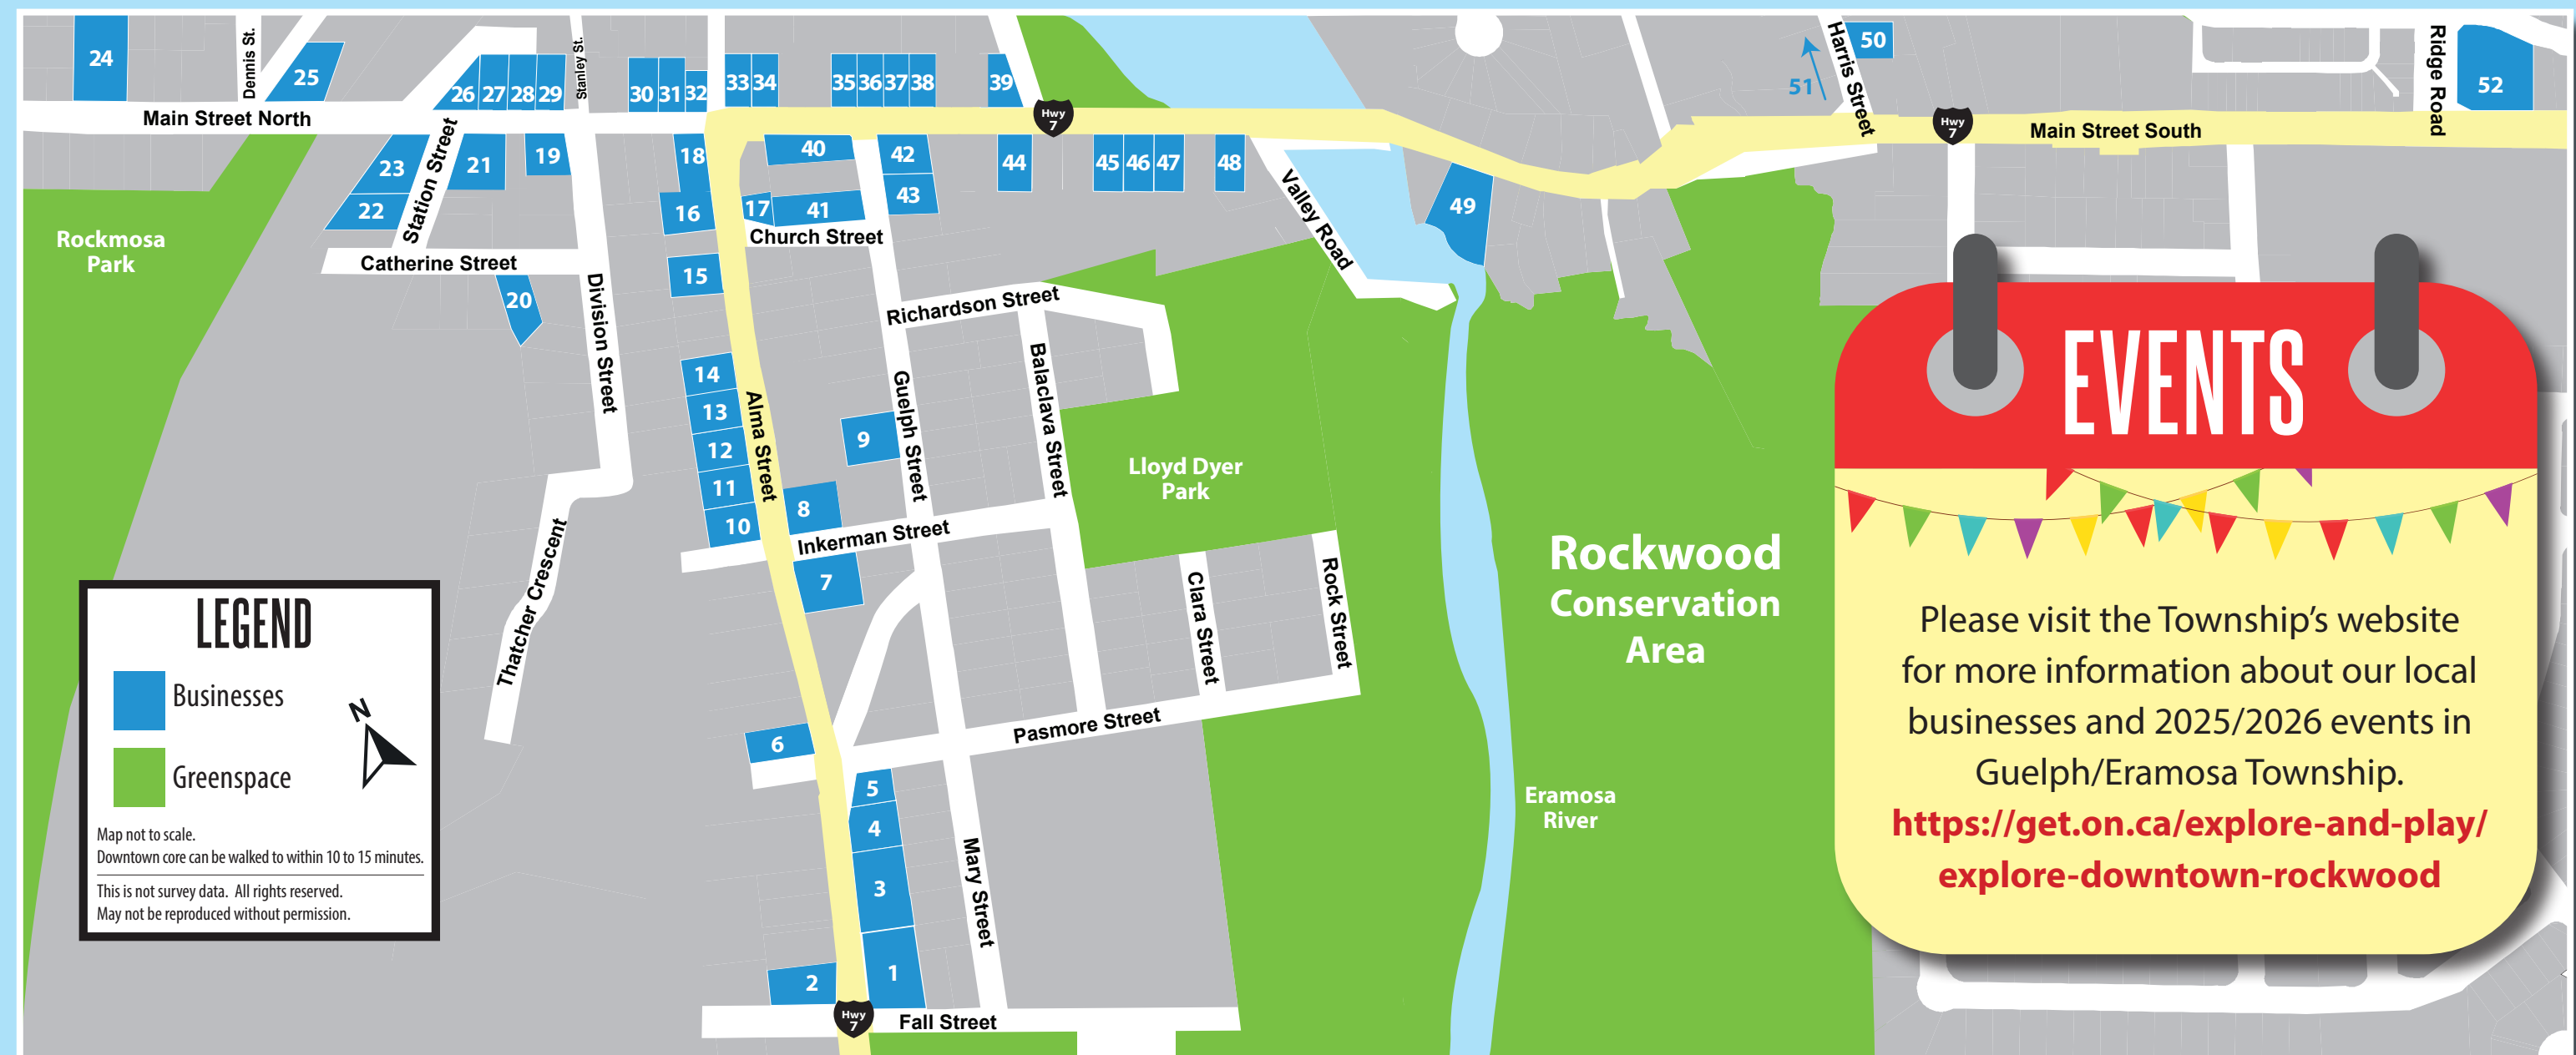 24
Dennis St.
25
26
27
28
29
Stanley St.
30
31
32
33
34
35
36
37
38
39
Hwy
7
51
Harris Street
50
Hwy
7
Ridge Road
52
Main Street North
Main Street South
23
22
Station Street
21
19
18
16
17
40
41
42
43
44
45
46
47
48
49
Valley Road
Church Street
Rockmosa
Park
Catherine Street
20
Division Street
15
Richardson Street
14
13
12
11
10
Alma Street
9
Guelph Street
Balaclava Street
8
Inkerman Street
7
Lloyd Dyer
Park
Clara Street
Rock Street
Rockwood
Conservation
Area
Thatcher Crescent
6
Pasmore Street
5
4
3
2
1
Mary Street
Eramosa
River
Hwy
7
Fall Street
LEGEND
Businesses
Greenspace
N
Map not to scale.
Downtown core can be walked to within 10 to 15 minutes.
This is not survey data.  All rights reserved.
May not be reproduced without permission.
EVENTS
Please visit the Township's website
for more information about our local
businesses and 2025/2026 events in
Guelph/Eramosa Township.
https://get.on.ca/explore-and-play/
explore-downtown-rockwood